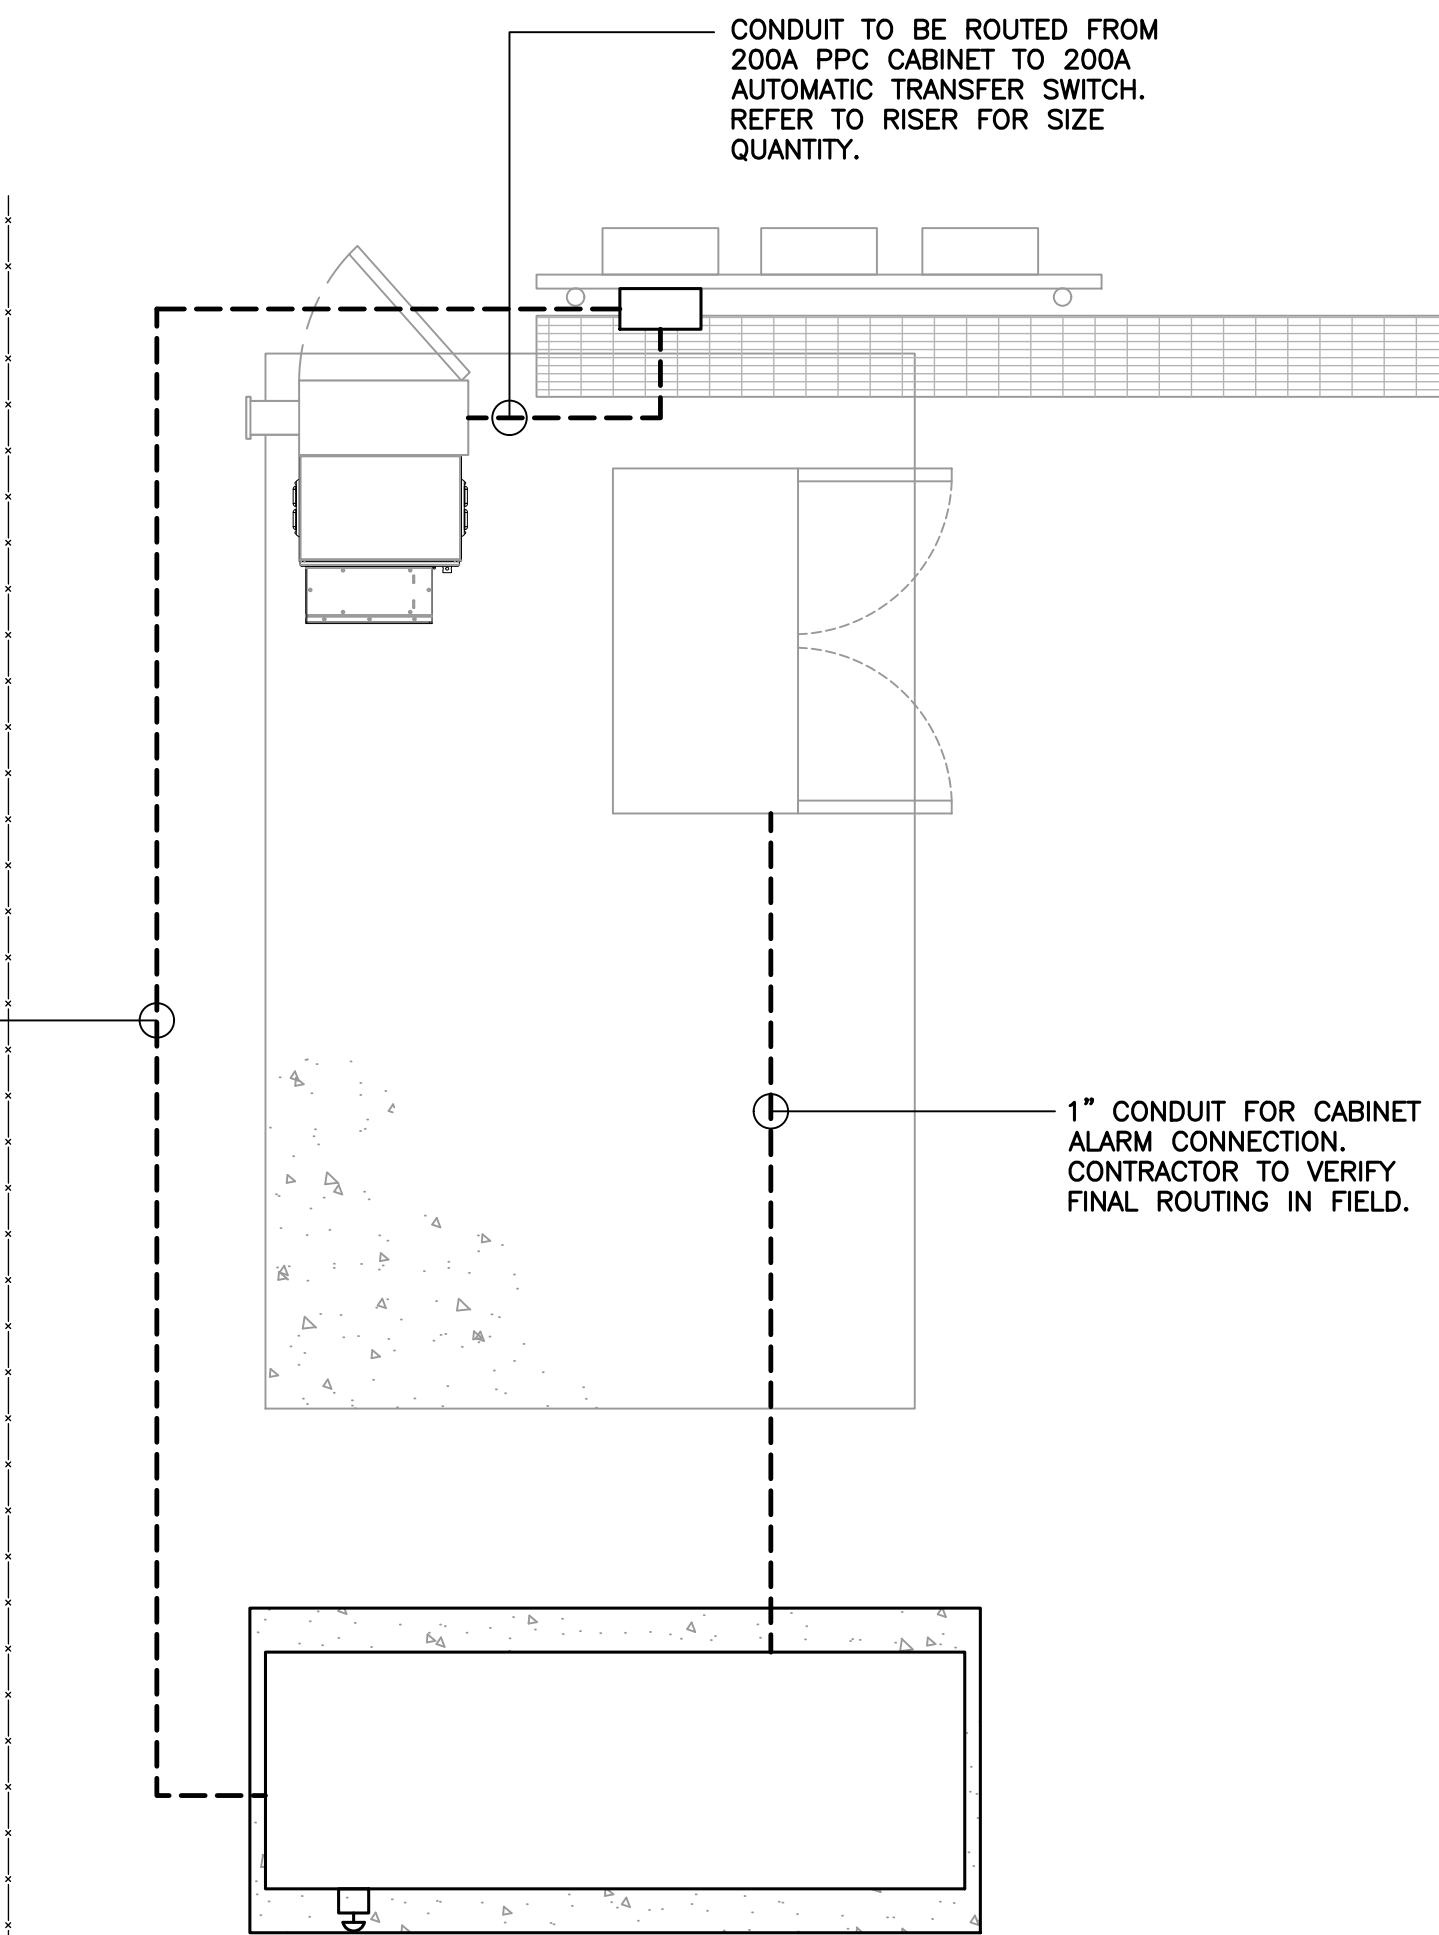 CONDUIT TO BE ROUTED FROM
200A PPC CABINET TO 200A
AUTOMATIC TRANSFER SWITCH.
REFER TO RISER FOR SIZE
QUANTITY.
1" CONDUIT FOR CABINET
ALARM CONNECTION.
CONTRACTOR TO VERIFY
FINAL ROUTING IN FIELD.